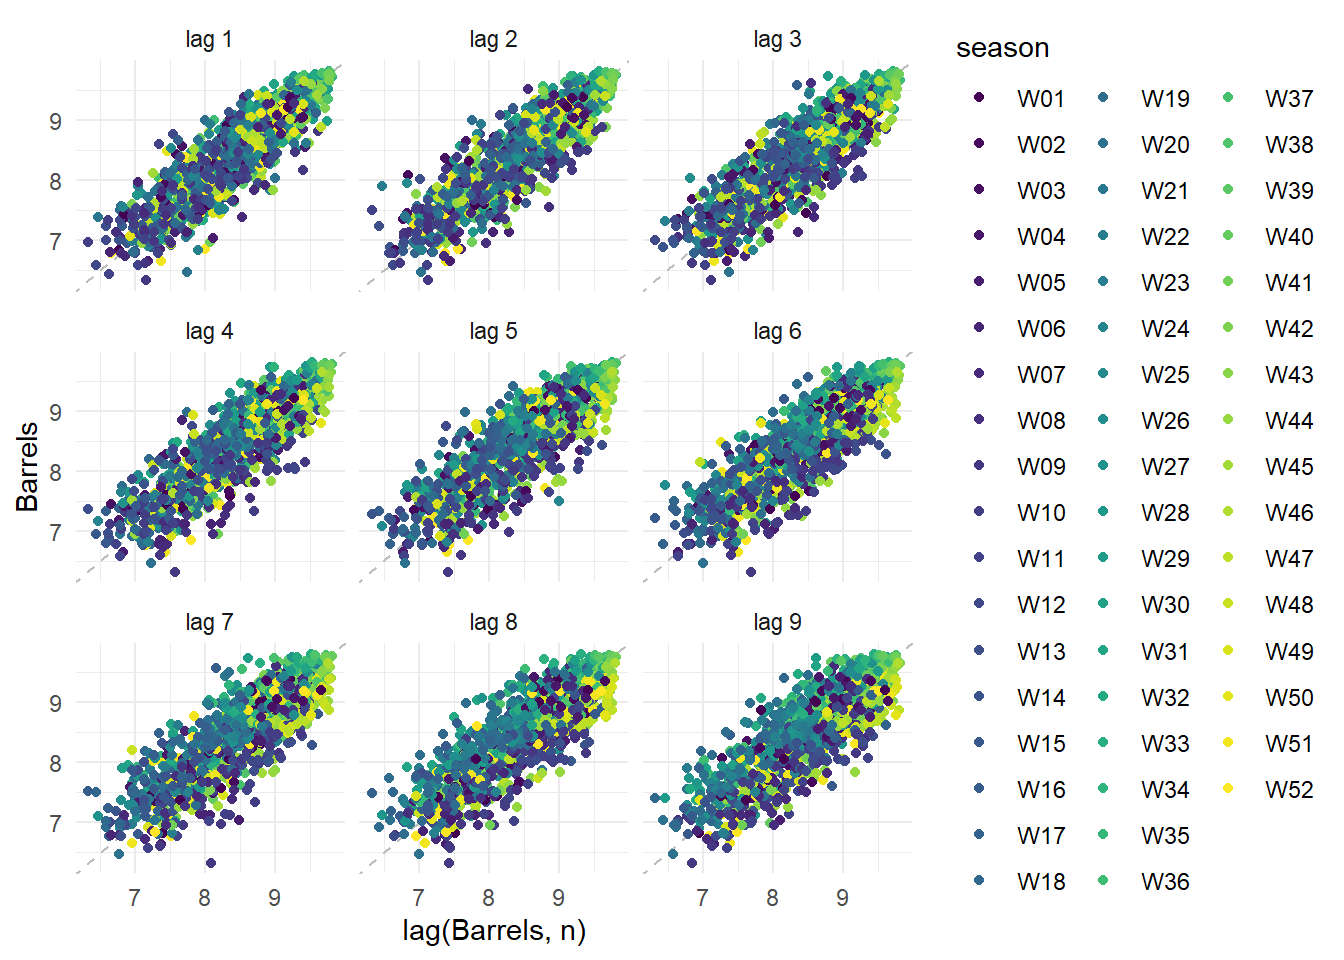 lag 1
lag 2
lag 3
9
8
7
lag 4
lag 5
lag 6
9
8
7
lag 7
lag 8
lag 9
9
8
7
7 8 9
7 8 9
7 8 9
Barrels
lag(Barrels, n)
season
W01 W19 W37
W02 W20 W38
W03 W21 W39
W04 W22 W40
W05 W23 W41
W06 W24 W42
W07 W25 W43
W08 W26 W44
W09 W27 W45
W10 W28 W46
W11 W29 W47
W12 W30 W48
W13 W31 W49
W14 W32 W50
W15 W33 W51
W16 W34 W52
W17 W35
W18 W36